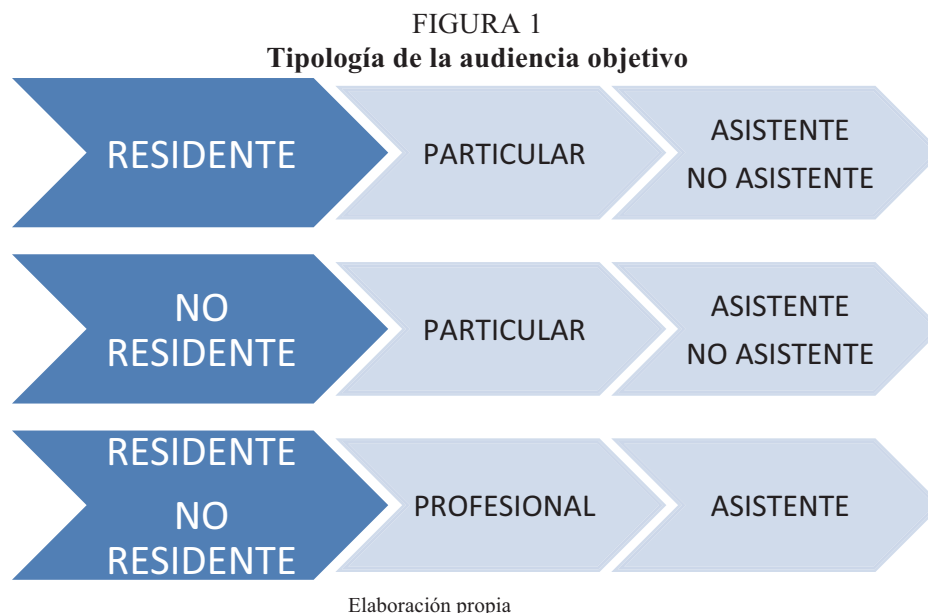 FIGURA 1
Tipología de la audiencia objetivo
RESIDENTE
PARTICULAR
ASISTENTE
NO ASISTENTE
NO
RESIDENTE
PARTICULAR
ASISTENTE
NO ASISTENTE
RESIDENTE
NO
RESIDENTE
PROFESIONAL
ASISTENTE
Elaboración propia